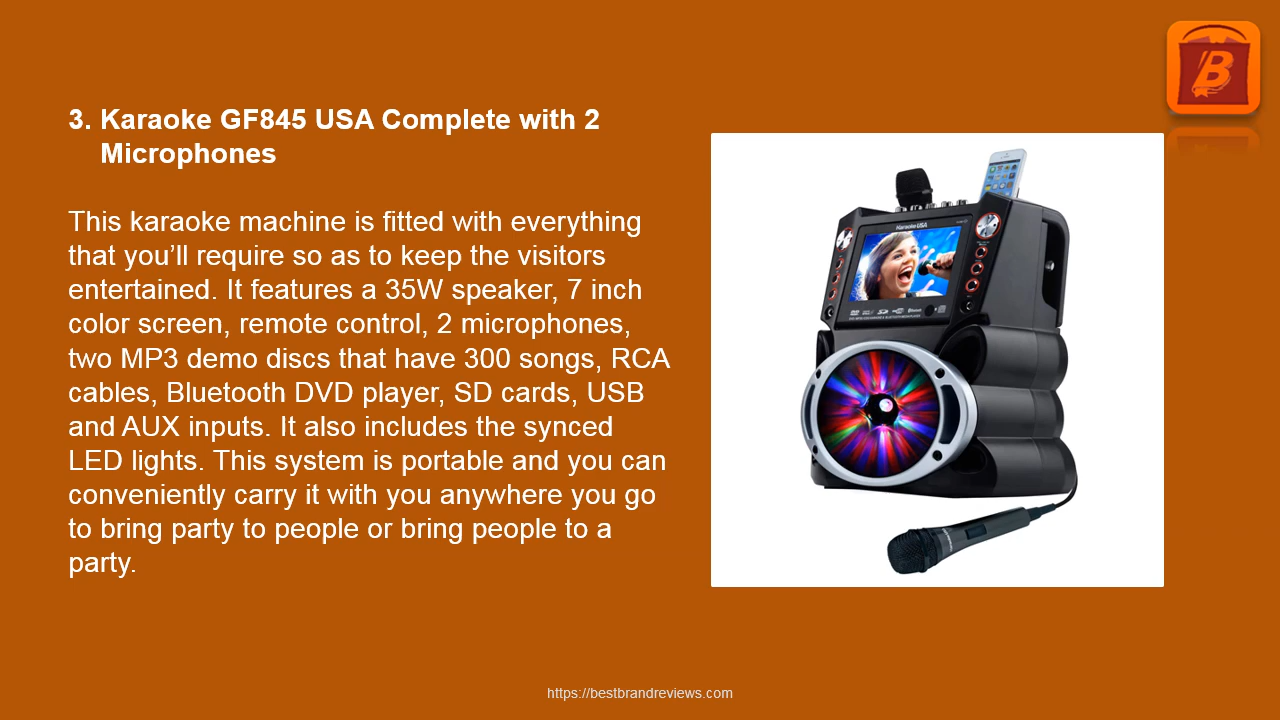 3. Karaoke GF845 USA Complete with 2
Microphones
This karaoke machine is fitted with everything
that you’ll require so as to keep the visitors
entertained. It features a 35W speaker, 7 inch
color screen, remote control, 2 microphones,
two MP3 demo discs that have 300 songs, RCA
cables, Bluetooth DVD player, SD cards, USB
and AUX inputs. It also includes the synced
LED lights. This system is portable and you can
conveniently carry it with you anywhere you go
to bring party to people or bring people to a
party.
B
Karaoke USA
https://bestbrandreviews.com